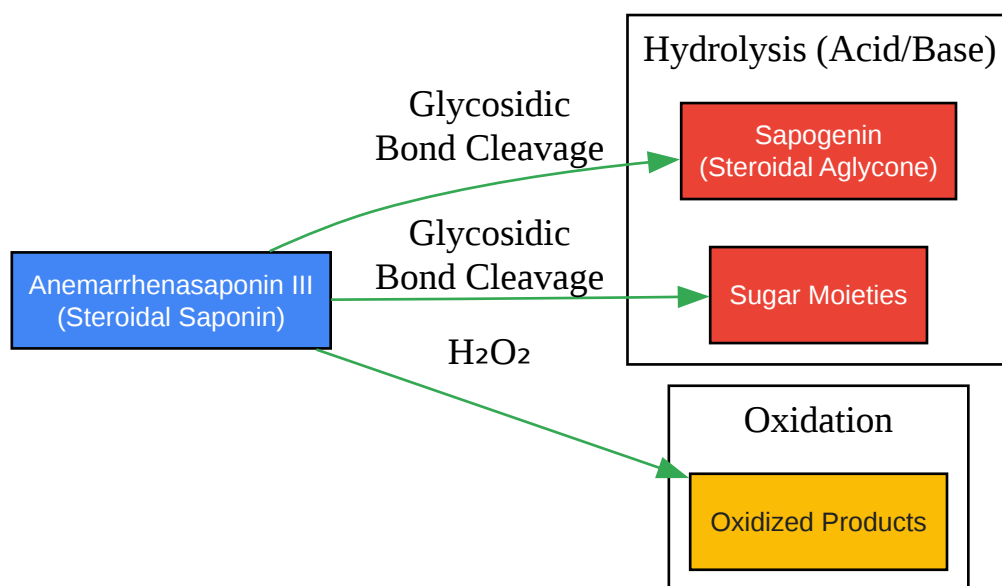 Hydrolysis (Acid/Base)
Glycosidic
Bond Cleavage
Sapogenin
(Steroidal Aglycone)
Glycosidic
Bond Cleavage
Anemarrhenasaponin III
(Steroidal Saponin)
Sugar Moieties
H₂O₂
Oxidation
Oxidized Products